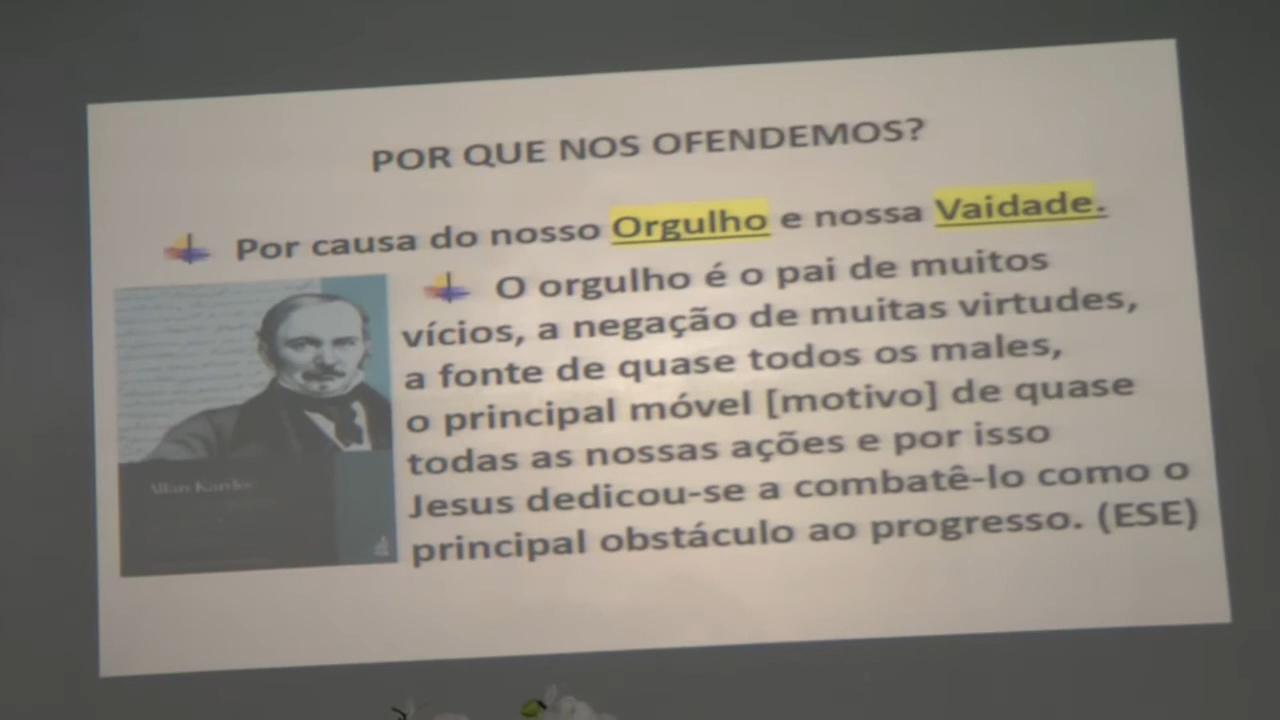 POR QUE NOS OFENDEMOS?
Por causa do nosso Orgulho e nossa Vaidade.
O orgulho é o pai de muitos
vícios, a negação de muitas virtudes,
a fonte de quase todos os males,
o principal móvel [motivo] de quase
todas as nossas ações e por isso
Jesus dedicou-se a combatê-lo como o
principal obstáculo ao progresso. (ESE)
Allan Kardec